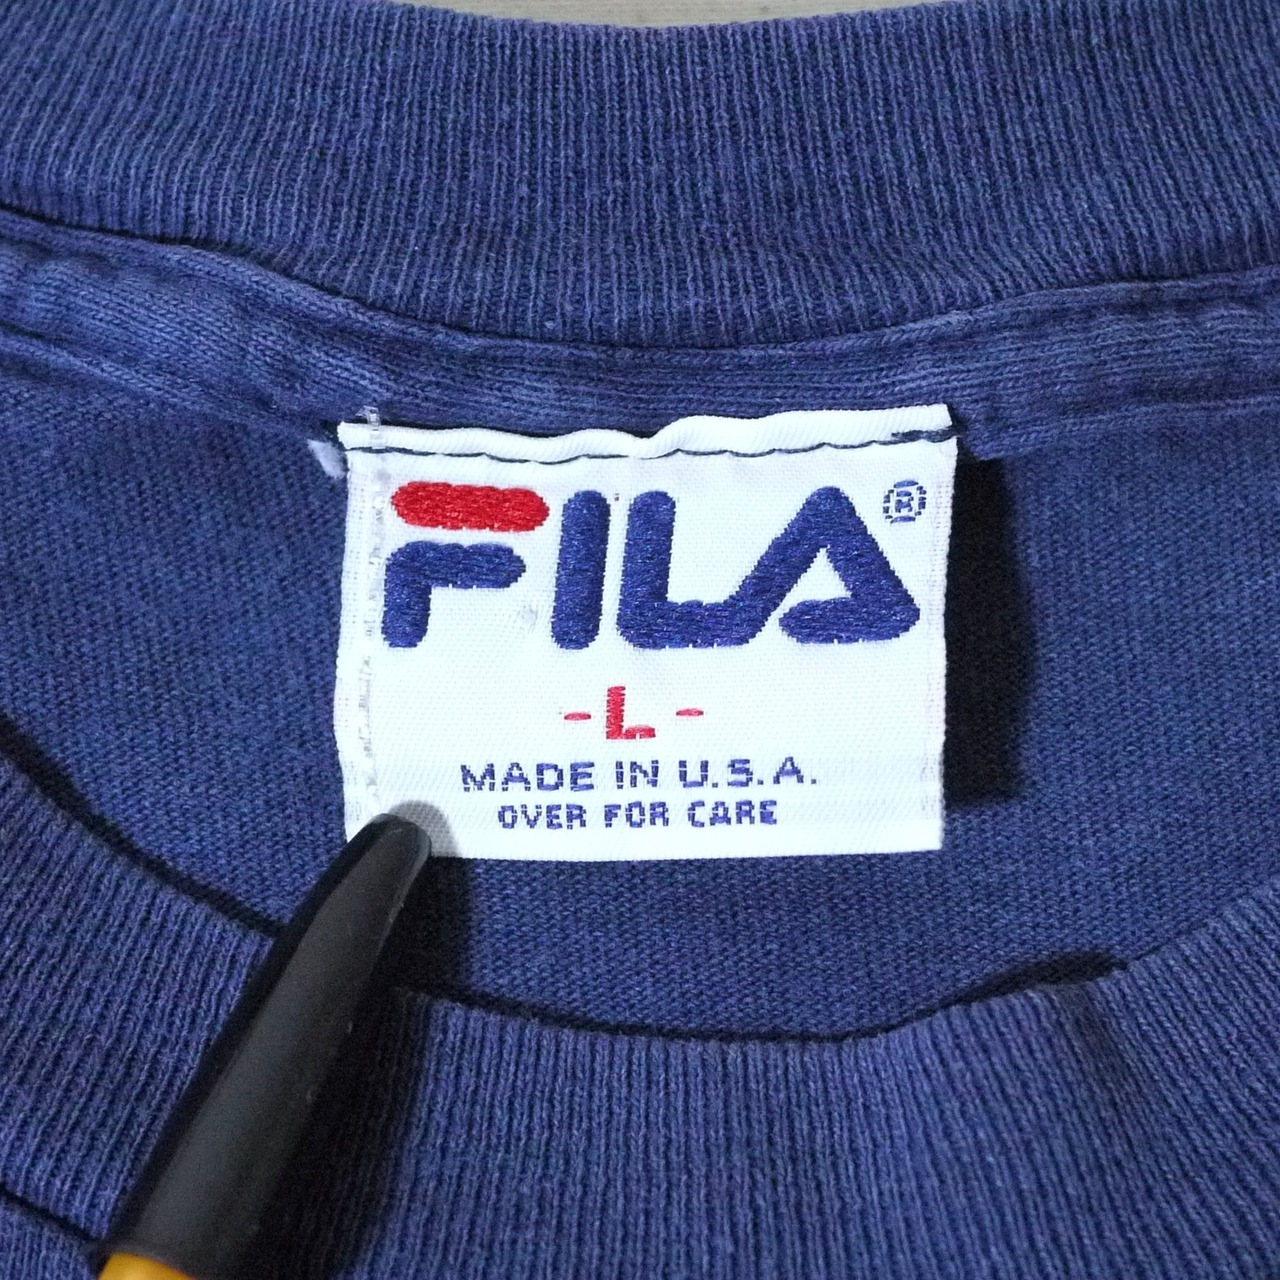 FILA®
-L-
MADE IN U.S.A.
OVER FOR CARE